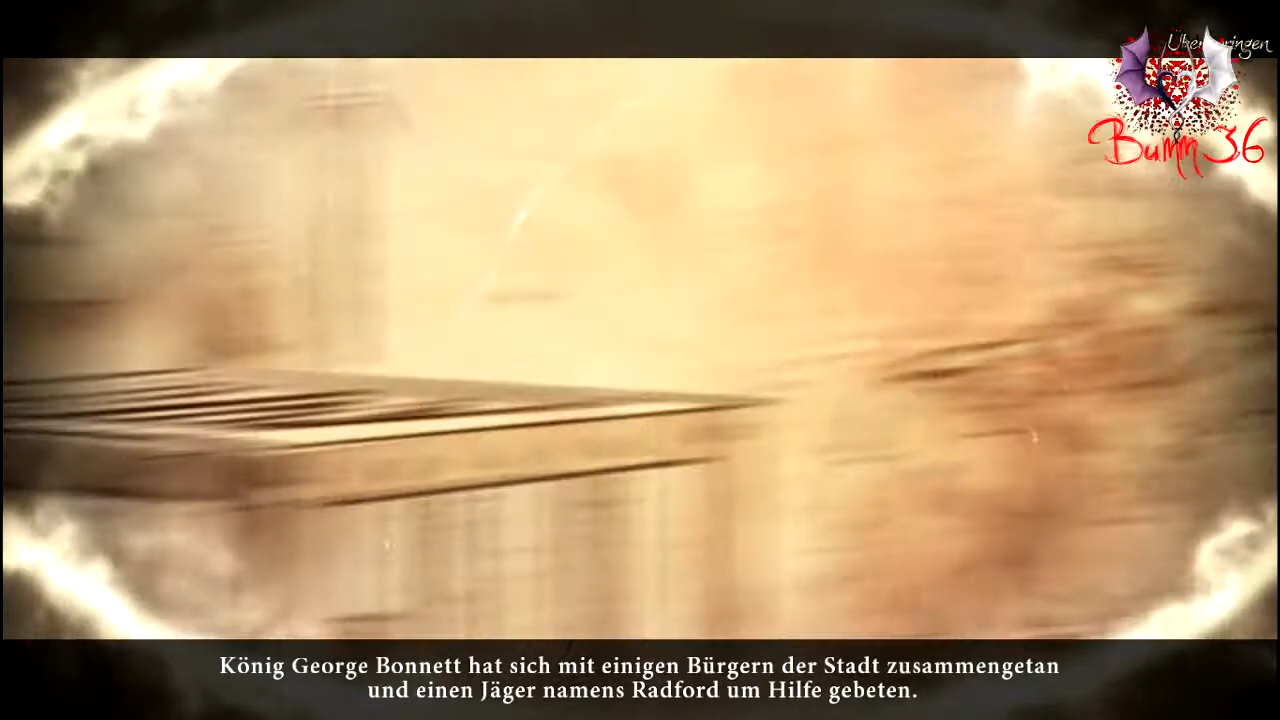 Überspringen
Bumm36
König George Bonnett hat sich mit einigen Bürgern der Stadt zusammengetan
und einen Jäger namens Radford um Hilfe gebeten.